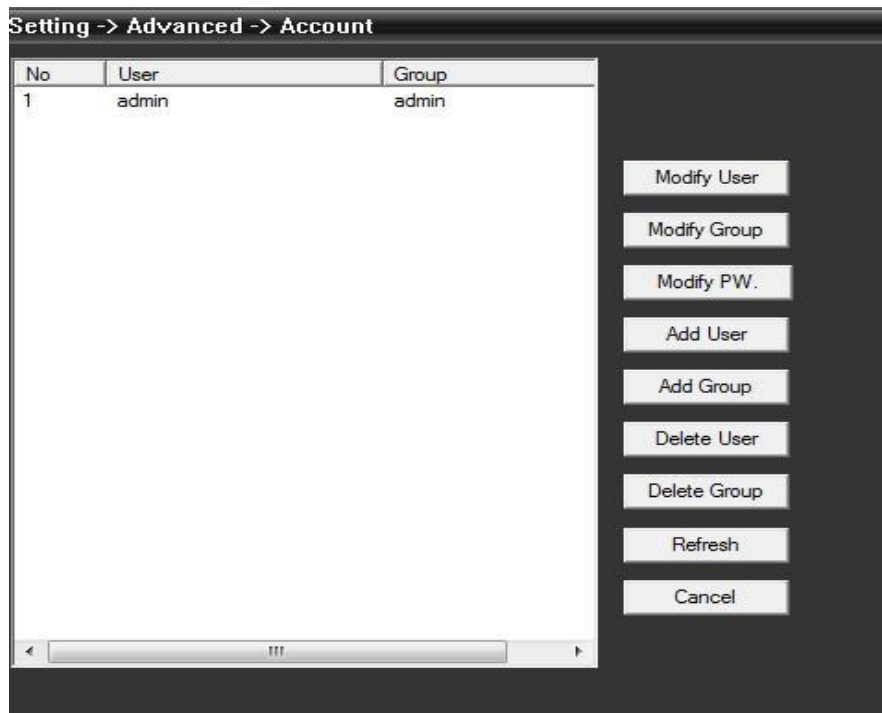 Setting -> Advanced -> Account
No User Group
1 admin admin
Modify User
Modify Group
Modify PW.
Add User
Add Group
Delete User
Delete Group
Refresh
Cancel